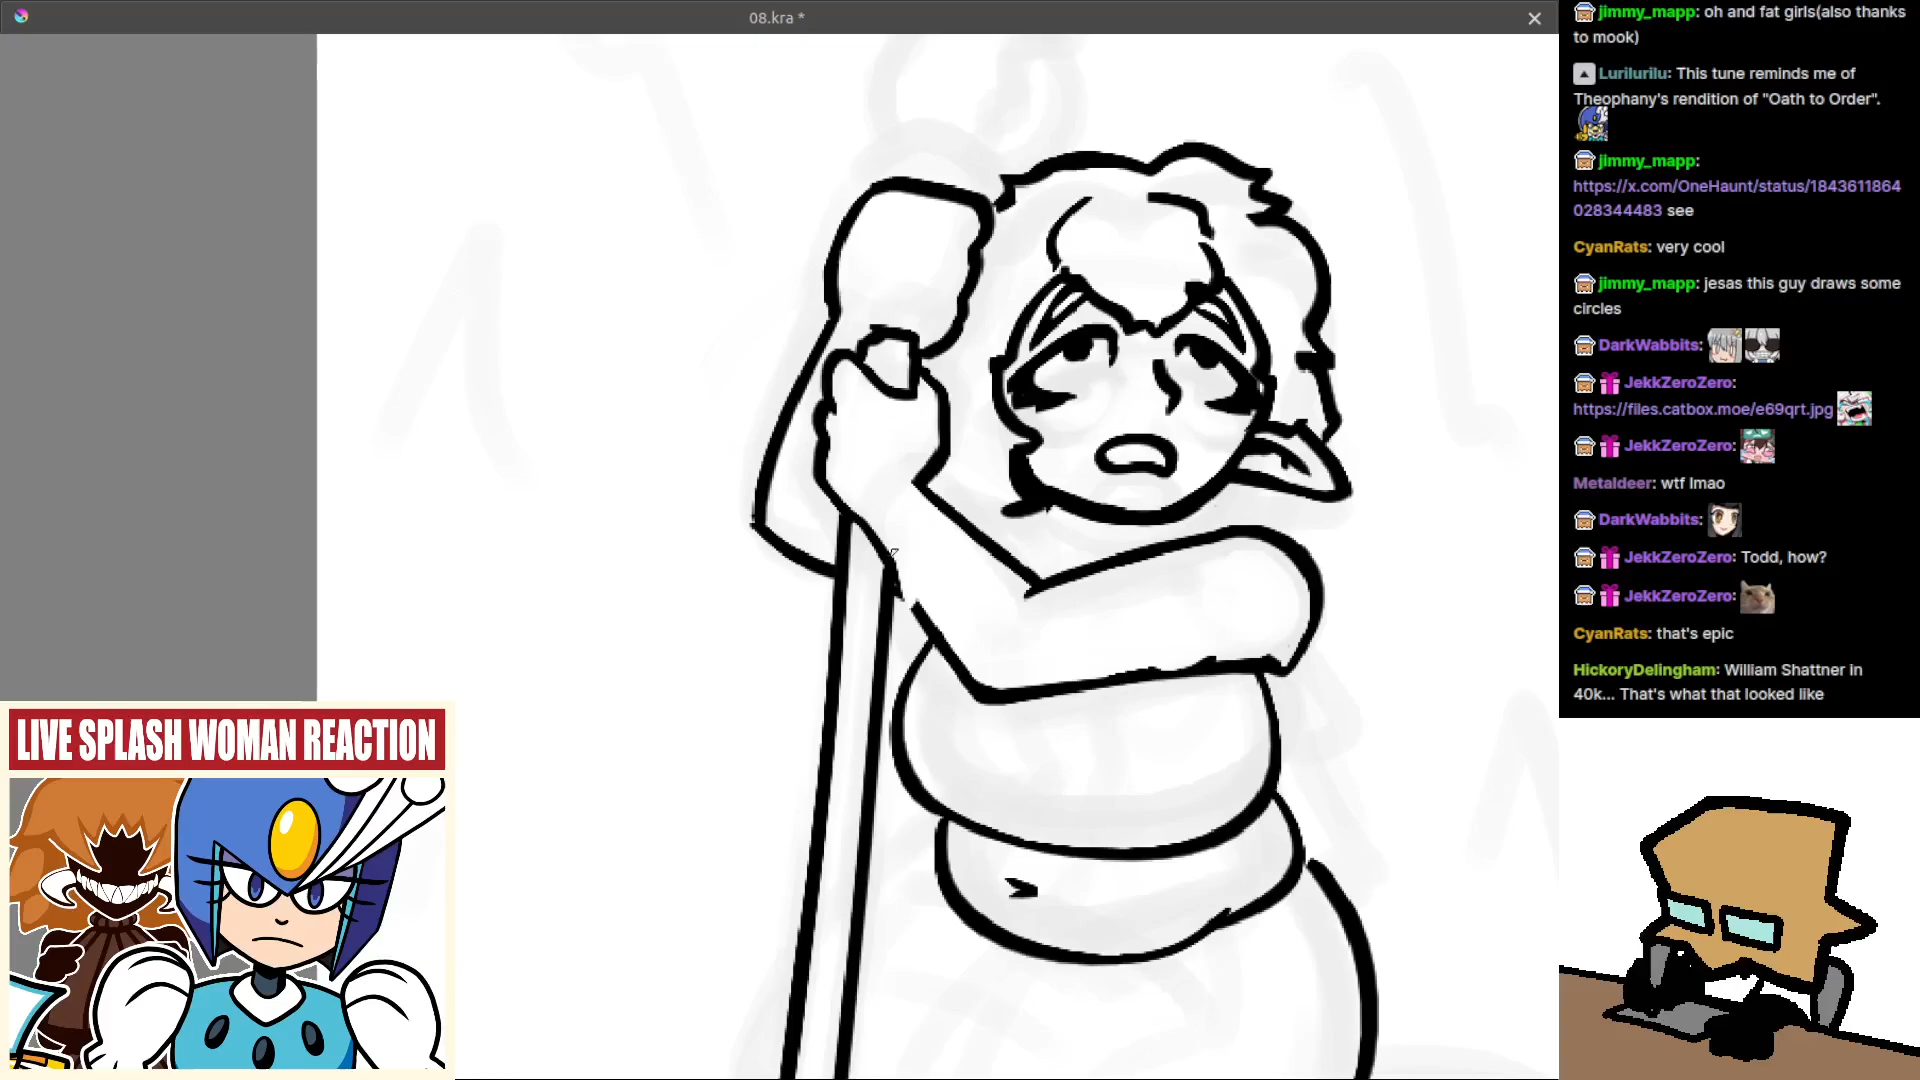 08.kra *
jimmy_mapp: oh and fat girls(also thanks
to mook)
Lurilurilu: This tune reminds me of
Theophany's rendition of "Oath to Order".
jimmy_mapp:
https://x.com/OneHaunt/status/1843611864
028344483 see
CyanRats: very cool
jimmy_mapp: jesas this guy draws some
circles
DarkWabbits:
JekkZeroZero:
https://files.catbox.moe/e69qrt.jpg
JekkZeroZero:
Metaldeer: wtf lmao
DarkWabbits:
JekkZeroZero: Todd, how?
JekkZeroZero:
CyanRats: that's epic
HickoryDelingham: William Shattner in
40k... That's what that looked like
LIVE SPLASH WOMAN REACTION